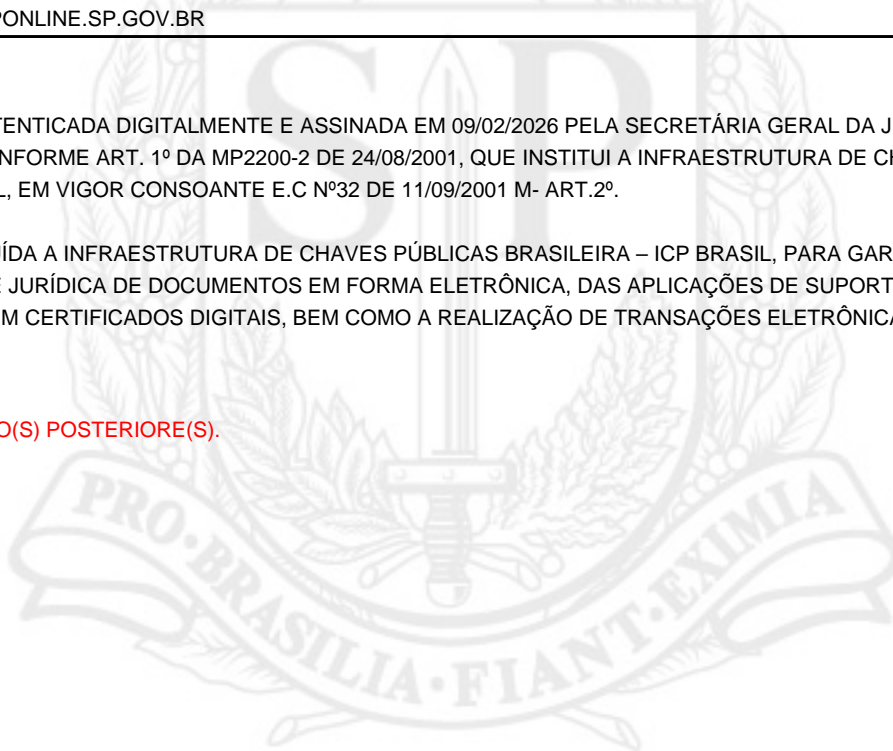 PONLINE.SP.GOV.BR
TENTICADA DIGITALMENTE E ASSINADA EM 09/02/2026 PELA SECRETÁRIA GERAL DA J
NFORME ART. 1º DA MP2200-2 DE 24/08/2001, QUE INSTITUI A INFRAESTRUTURA DE CH
L, EM VIGOR CONSOANTE E.C Nº32 DE 11/09/2001 M- ART.2º.
UÍDA A INFRAESTRUTURA DE CHAVES PÚBLICAS BRASILEIRA – ICP BRASIL, PARA GAR
E JURÍDICA DE DOCUMENTOS EM FORMA ELETRÔNICA, DAS APLICAÇÕES DE SUPORT
EM CERTIFICADOS DIGITAIS, BEM COMO A REALIZAÇÃO DE TRANSAÇÕES ELETRÔNICA
O(S) POSTERIORE(S).
SP
PRO·BRASILIA·FIANT·EXIMIA